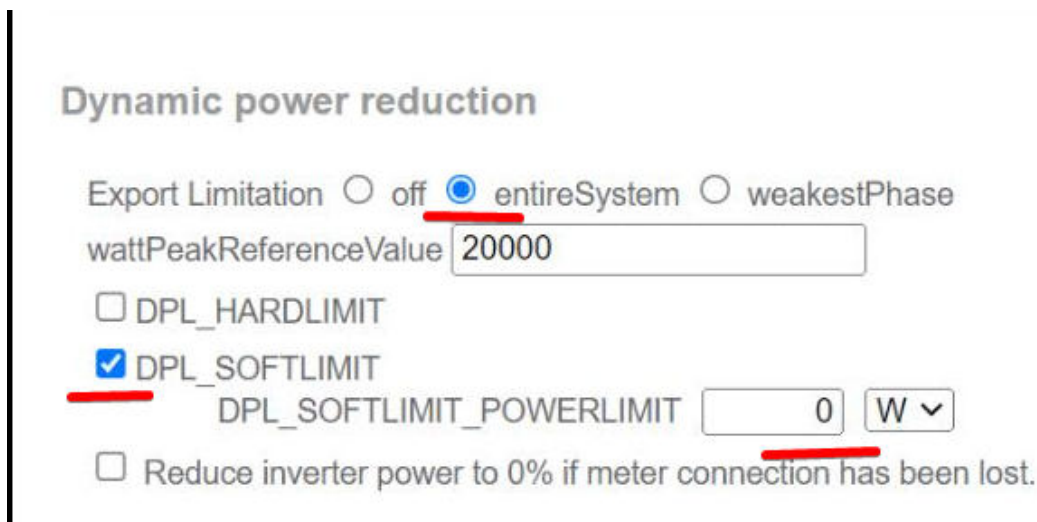 Dynamic power reduction
Export Limitation off entireSystem weakestPhase
wattPeakReferenceValue 20000
DPL_HARDLIMIT
DPL_SOFTLIMIT
DPL_SOFTLIMIT_POWERLIMIT 0 W
Reduce inverter power to 0% if meter connection has been lost.